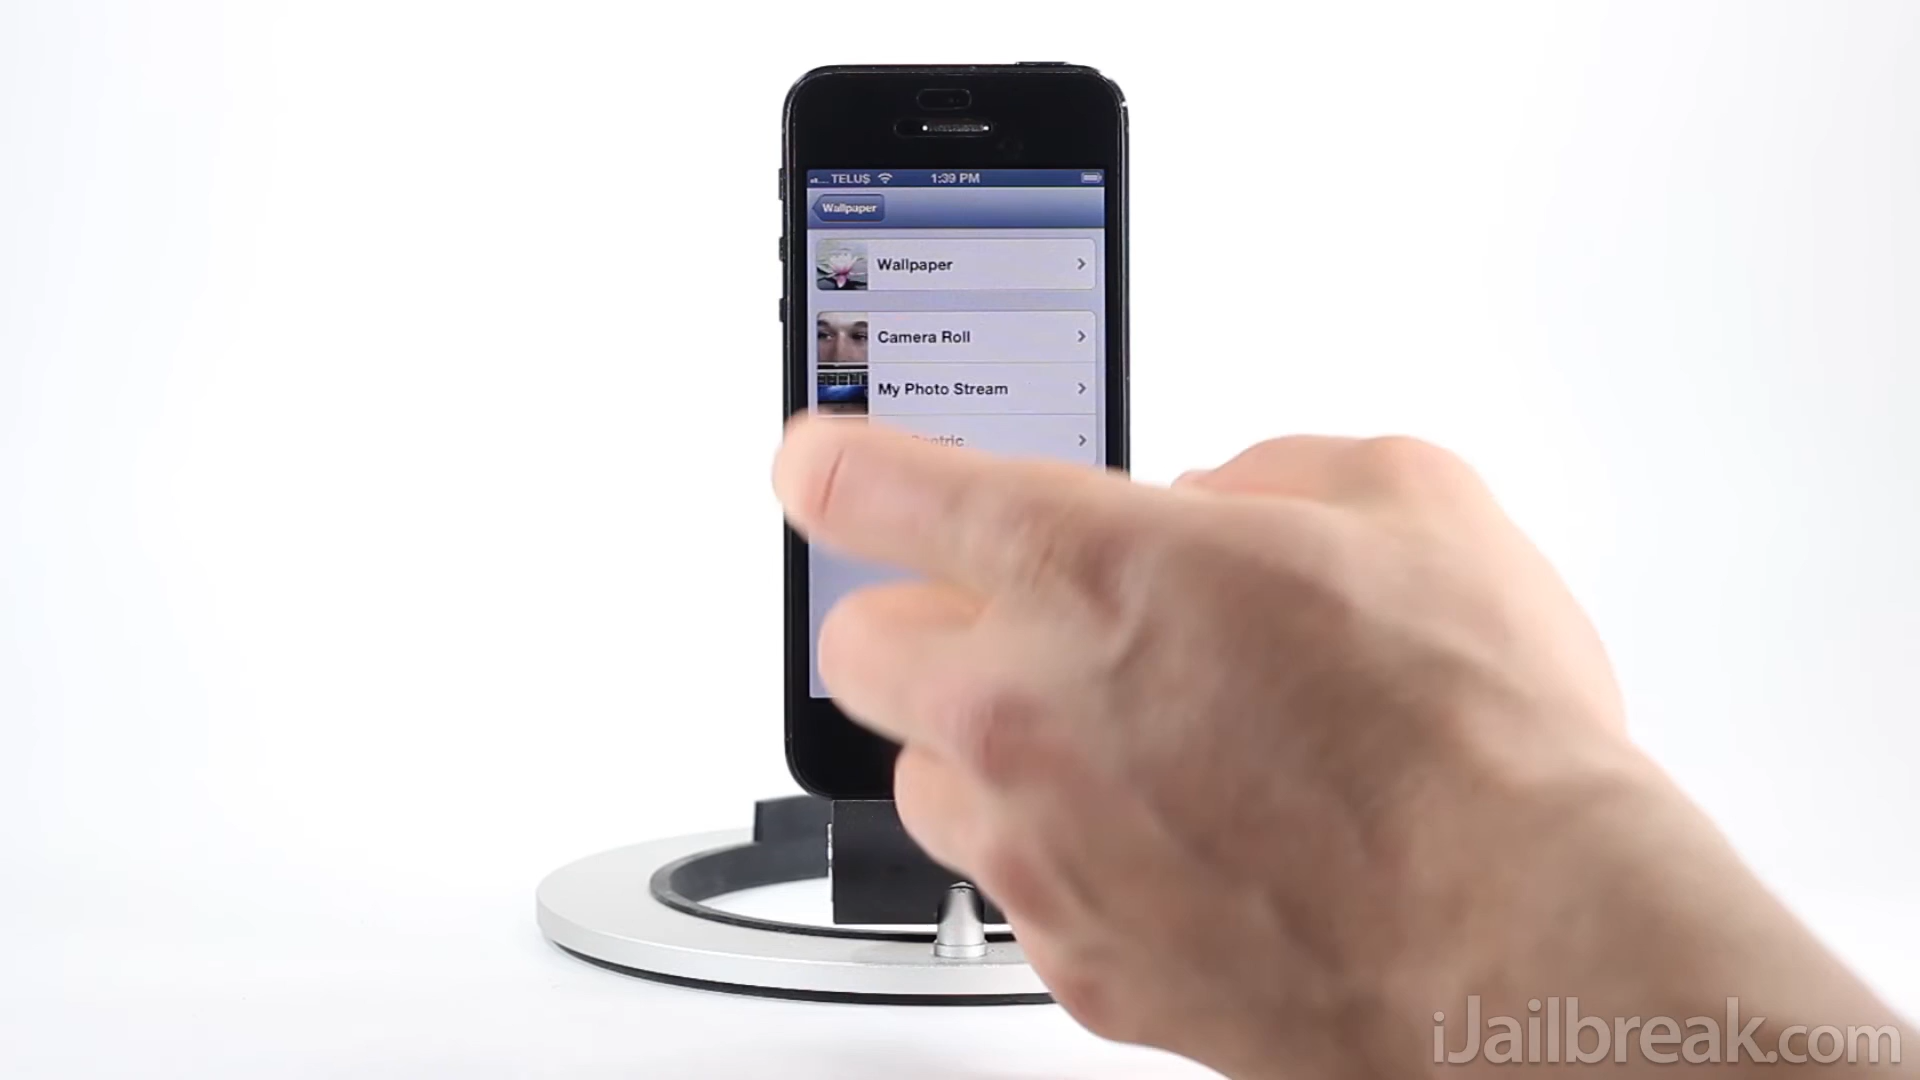 TELUS 1:39 PM
Wallpaper
Wallpaper
Camera Roll
My Photo Stream
iJailbreak.com